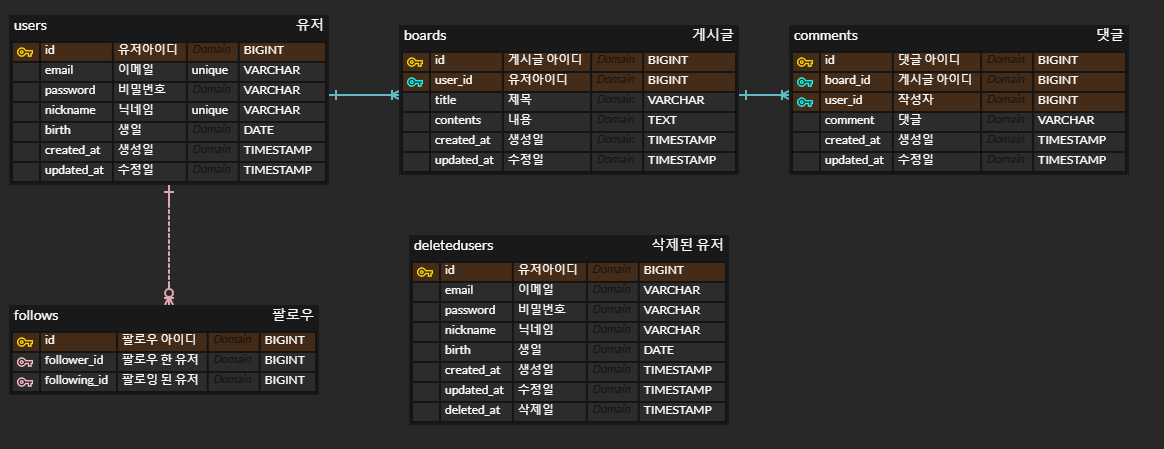 users 유저
id 유저아이디 Domain BIGINT
email 이메일 unique VARCHAR
password 비밀번호 Domain VARCHAR
nickname 닉네임 unique VARCHAR
birth 생일 Domain DATE
created_at 생성일 Domain TIMESTAMP
updated_at 수정일 Domain TIMESTAMP
boards 게시글
id 게시글 아이디 Domain BIGINT
user_id 유저아이디 Domain BIGINT
title 제목 Domain VARCHAR
contents 내용 Domain TEXT
created_at 생성일 Domain TIMESTAMP
updated_at 수정일 Domain TIMESTAMP
comments 댓글
id 댓글 아이디 Domain BIGINT
board_id 게시글 아이디 Domain BIGINT
user_id 작성자 Domain BIGINT
comment 댓글 Domain VARCHAR
created_at 생성일 Domain TIMESTAMP
updated_at 수정일 Domain TIMESTAMP
follows 팔로우
id 팔로우 아이디 Domain BIGINT
follower_id 팔로우 한 유저 Domain BIGINT
following_id 팔로잉 된 유저 Domain BIGINT
deletedusers 삭제된 유저
id 유저아이디 Domain BIGINT
email 이메일 Domain VARCHAR
password 비밀번호 Domain VARCHAR
nickname 닉네임 Domain VARCHAR
birth 생일 Domain DATE
created_at 생성일 Domain TIMESTAMP
updated_at 수정일 Domain TIMESTAMP
deleted_at 삭제일 Domain TIMESTAMP